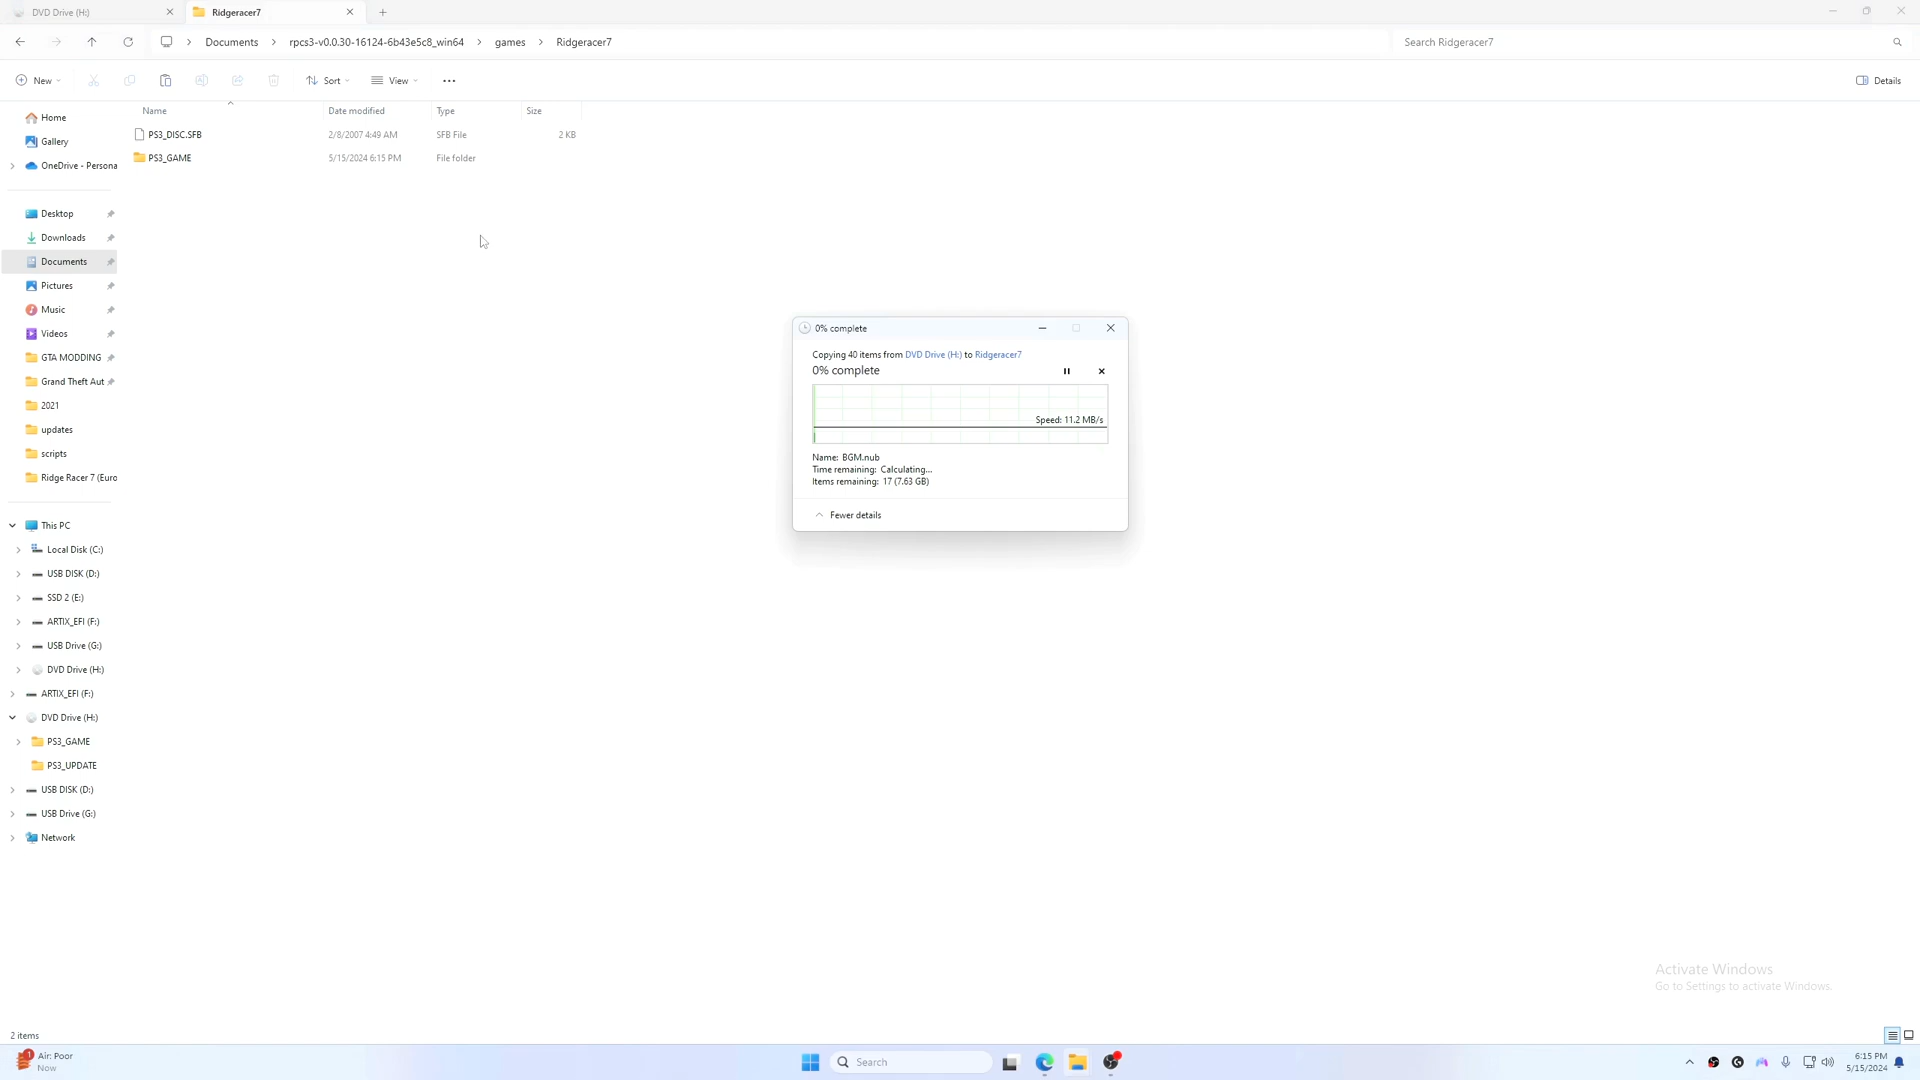 DVD Drive (H:)
Ridgeracer7
Documents > rpcs3-v0.0.30-16124-6b43e5c8_win64 > games > Ridgeracer7
Search Ridgeracer7
New
Sort
View
Details
Name
Date modified
Type
Size
PS3_DISC.SFB
2/8/2007 4:49 AM
SFB File
2 KB
PS3_GAME
5/15/2024 6:15 PM
File folder
Home
Gallery
OneDrive - Persona
Desktop
Downloads
Documents
Pictures
Music
Videos
GTA MODDING
Grand Theft Aut
2021
updates
scripts
Ridge Racer 7 (Euro
This PC
Local Disk (C:)
USB DISK (D:)
SSD 2 (E:)
ARTIX_EFI (F:)
USB Drive (G:)
DVD Drive (H:)
ARTIX_EFI (F:)
DVD Drive (H:)
PS3_GAME
PS3_UPDATE
USB DISK (D:)
USB Drive (G:)
Network
0% complete
Copying 40 items from DVD Drive (H:) to Ridgeracer7
0% complete
Speed: 11.2 MB/s
Name: BGM.nub
Time remaining: Calculating...
Items remaining: 17 (7.63 GB)
Fewer details
Activate Windows
Go to Settings to activate Windows.
2 items
1
Air: Poor
Now
Search
6:15 PM
5/15/2024